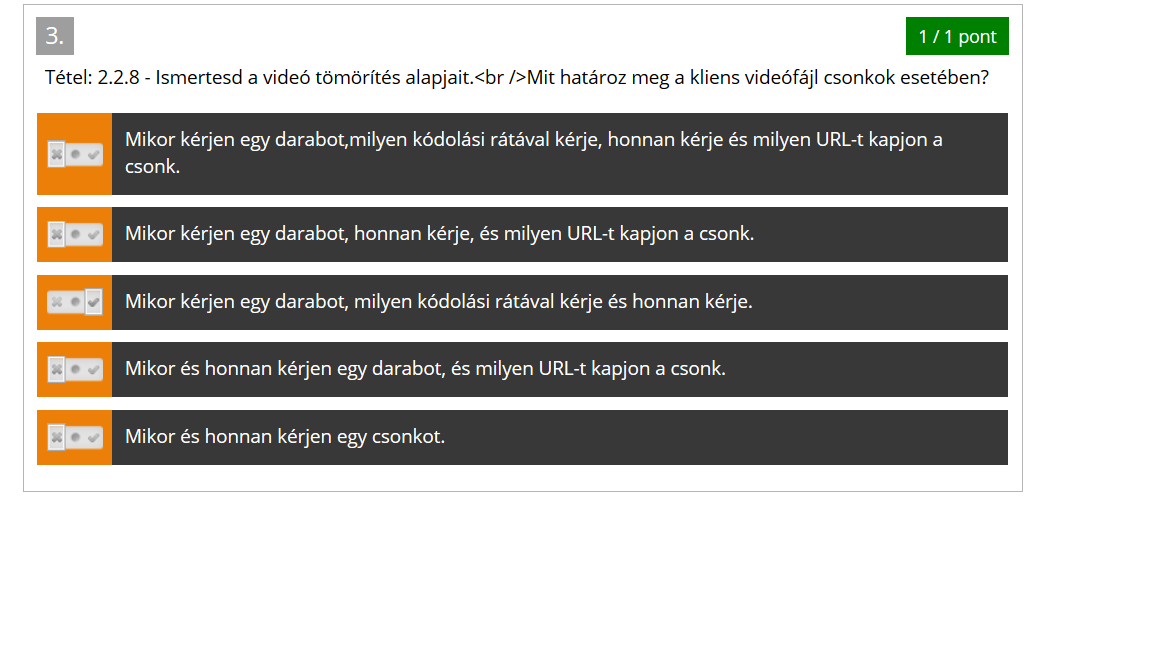 3.
1 / 1 pont
Tétel: 2.2.8 - Ismertesd a videó tömörítés alapjait.<br />Mit határoz meg a kliens videófájl csonkok esetében?
Mikor kérjen egy darabot,milyen kódolási rátával kérje, honnan kérje és milyen URL-t kapjon a
csonk.
Mikor kérjen egy darabot, honnan kérje, és milyen URL-t kapjon a csonk.
Mikor kérjen egy darabot, milyen kódolási rátával kérje és honnan kérje.
Mikor és honnan kérjen egy darabot, és milyen URL-t kapjon a csonk.
Mikor és honnan kérjen egy csonkot.